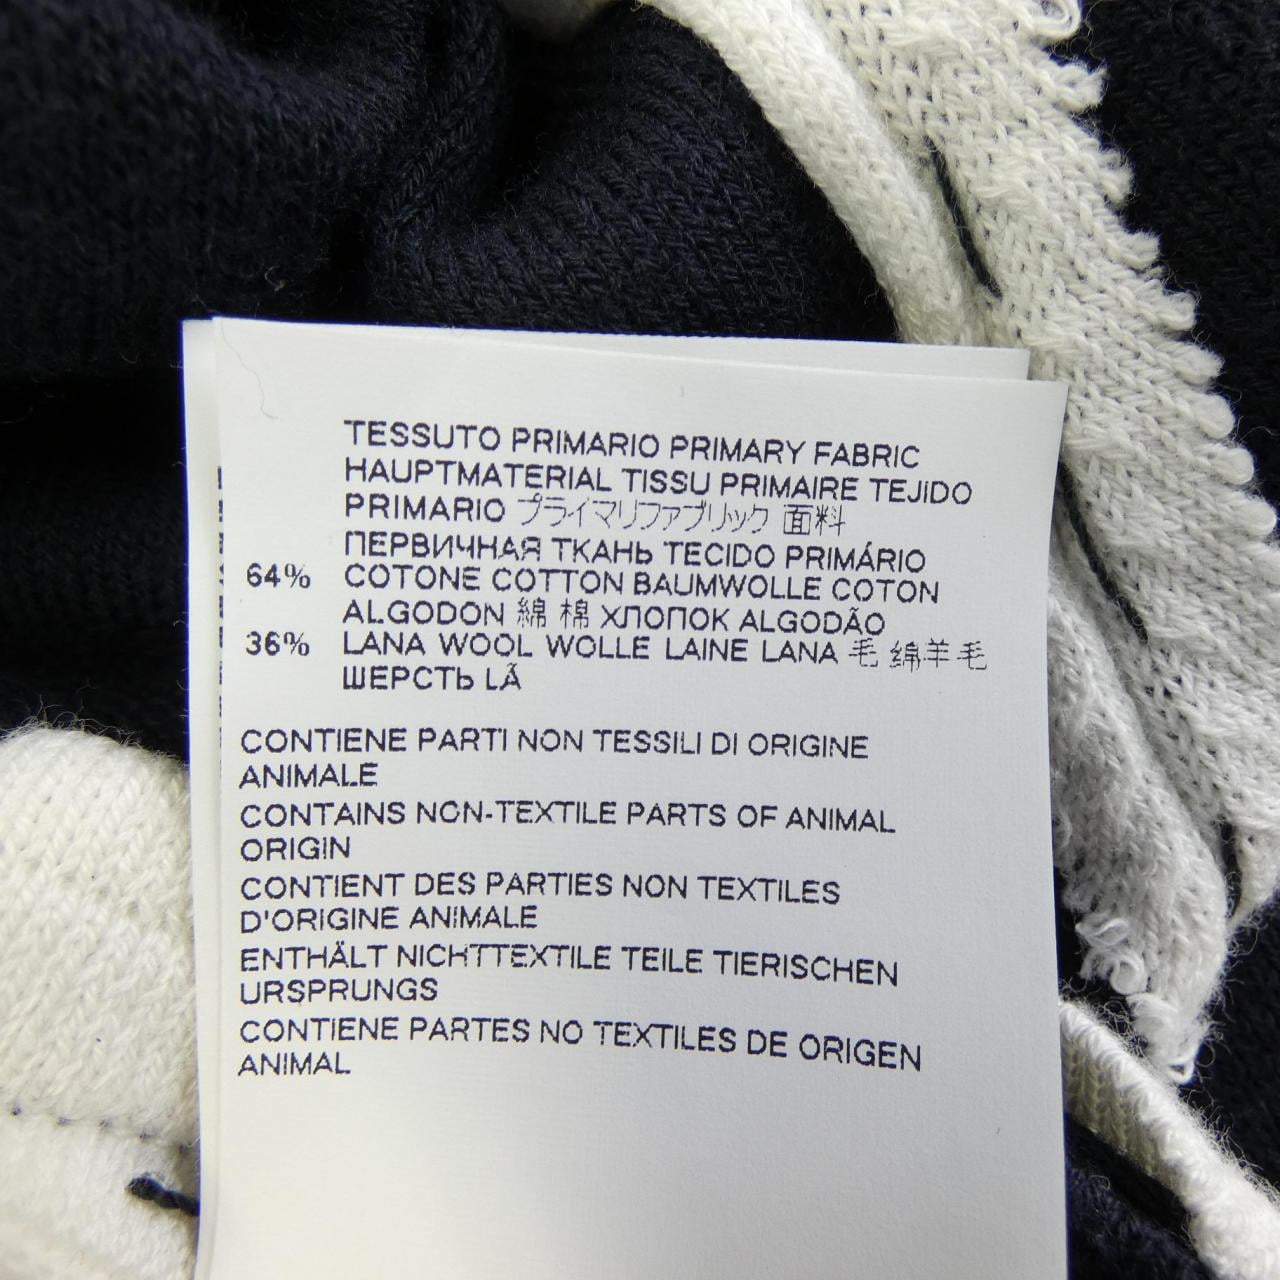 TESSUTO PRIMARIO PRIMARY FABRIC
HAUPTMATERIAL TISSU PRIMAIRE TEJIDO
PRIMARIO プライマリファブリック 面料
ПЕРВИЧНАЯ ТКАНЬ TECIDO PRIMÁRIO
64% COTONE COTTON BAUMWOLLE COTON
ALGODON 綿 棉 ХЛОПОК ALGODÃO
36% LANA WOOL WOLLE LAINE LANA 毛 绵羊毛
ШЕРСТЬ LÃ
CONTIENE PARTI NON TESSILI DI ORIGINE
ANIMALE
CONTAINS NON-TEXTILE PARTS OF ANIMAL
ORIGIN
CONTIENT DES PARTIES NON TEXTILES
D'ORIGINE ANIMALE
ENTHÄLT NICHTTEXTILE TEILE TIERISCHEN
URSPRUNGS
CONTIENE PARTES NO TEXTILES DE ORIGEN
ANIMAL